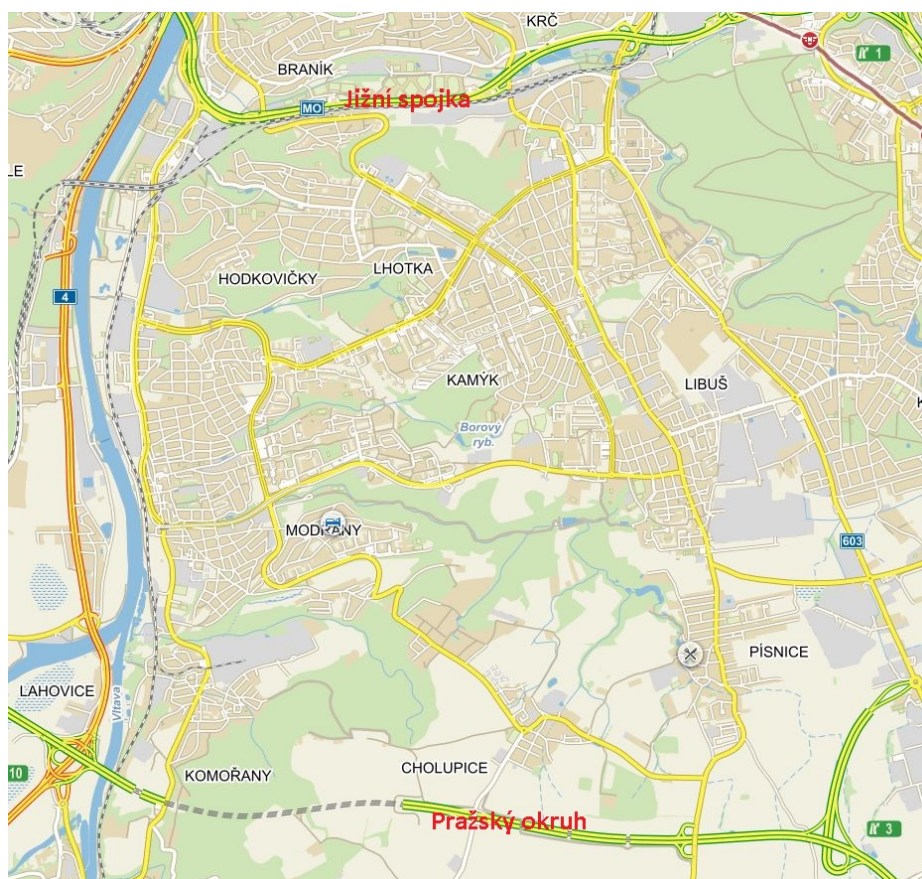 KRČ
1
BRANÍK
Jižní spojka
MO
LE
LHOTKA
HODKOVIČKY
4
KAMÝK
LIBUŠ
K
Borový
ryb.
MODŘANY
603
PÍSNICE
LAHOVICE
Vltava
10
KOMOŘANY
CHOLUPICE
Pražský okruh
3